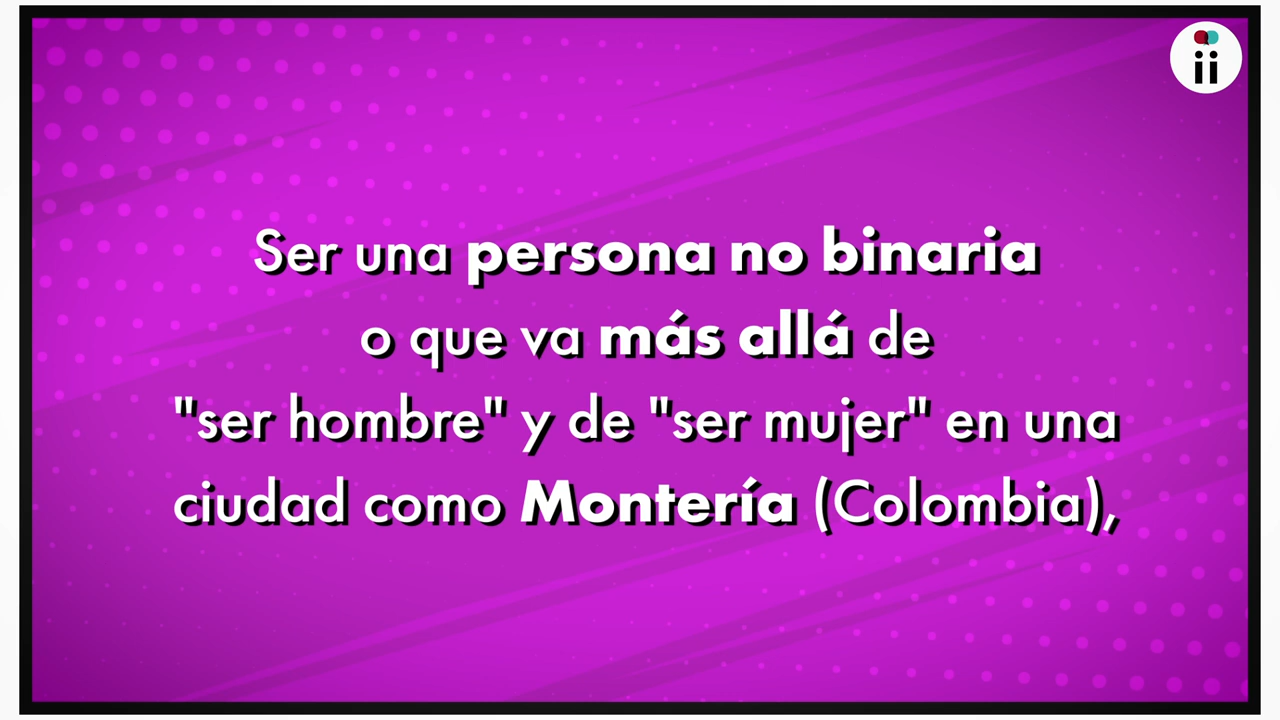 ii
Ser una persona no binaria
o que va más allá de
"ser hombre" y de "ser mujer" en una
ciudad como Montería (Colombia),